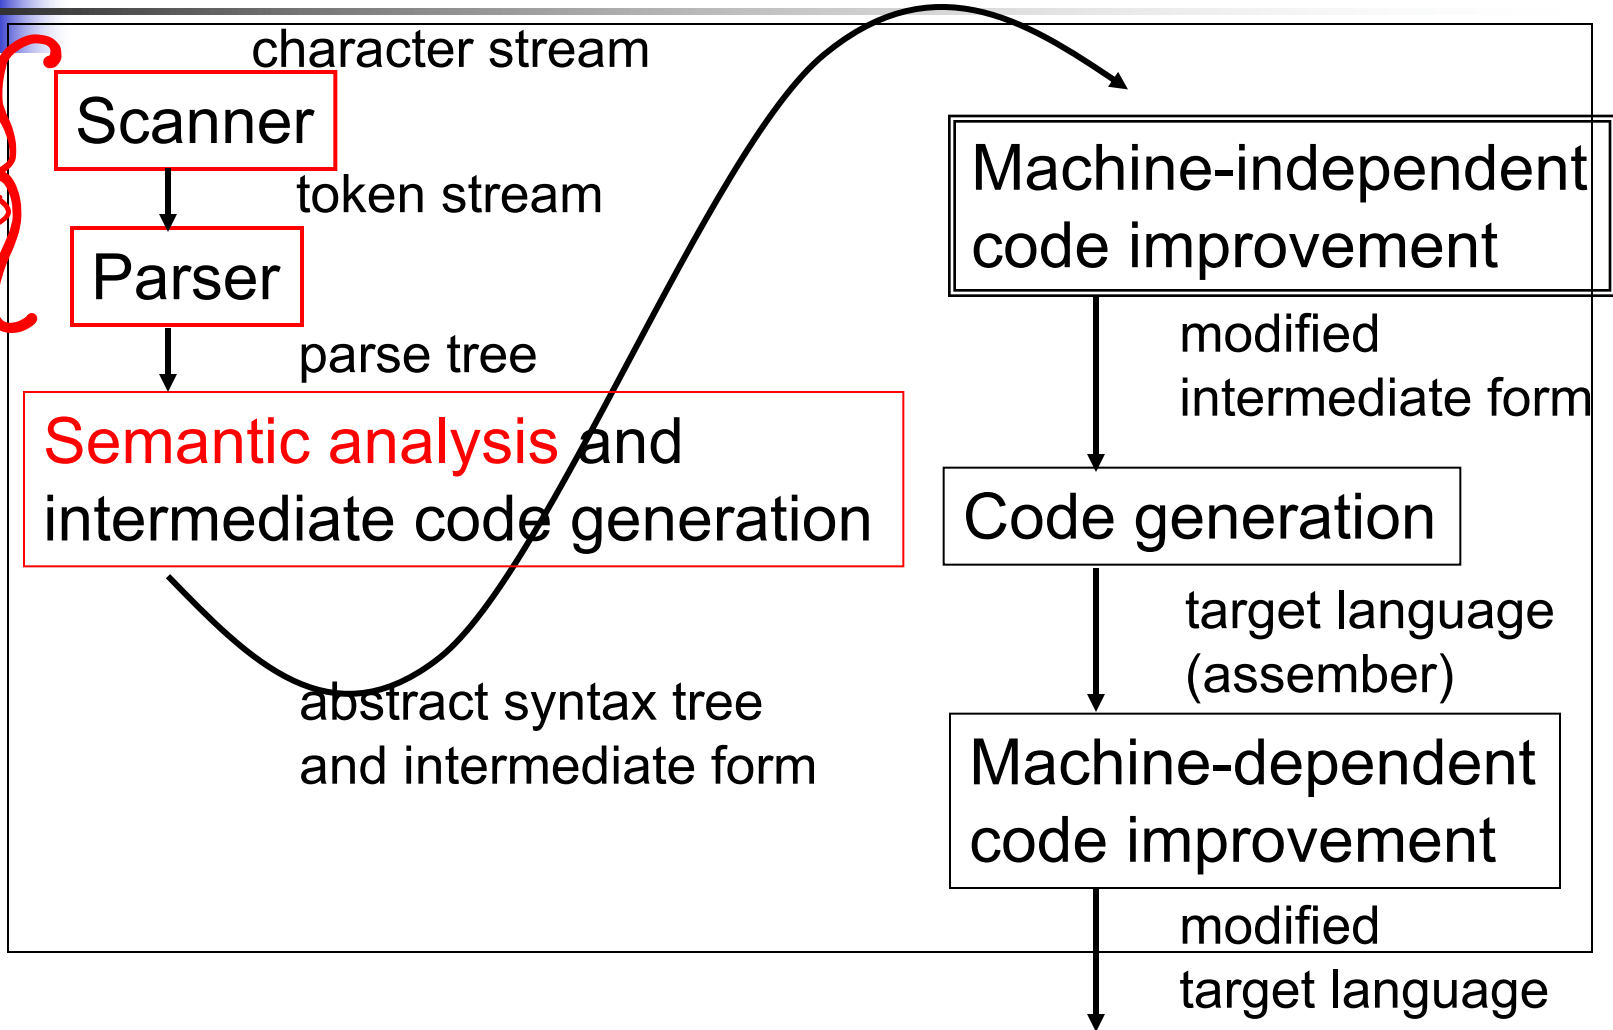 character stream
Scanner
token stream
Parser
parse tree
Semantic analysis and
intermediate code generation
abstract syntax tree
and intermediate form
Machine-independent
code improvement
modified
intermediate form
Code generation
target language
(assember)
Machine-dependent
code improvement
modified
target language